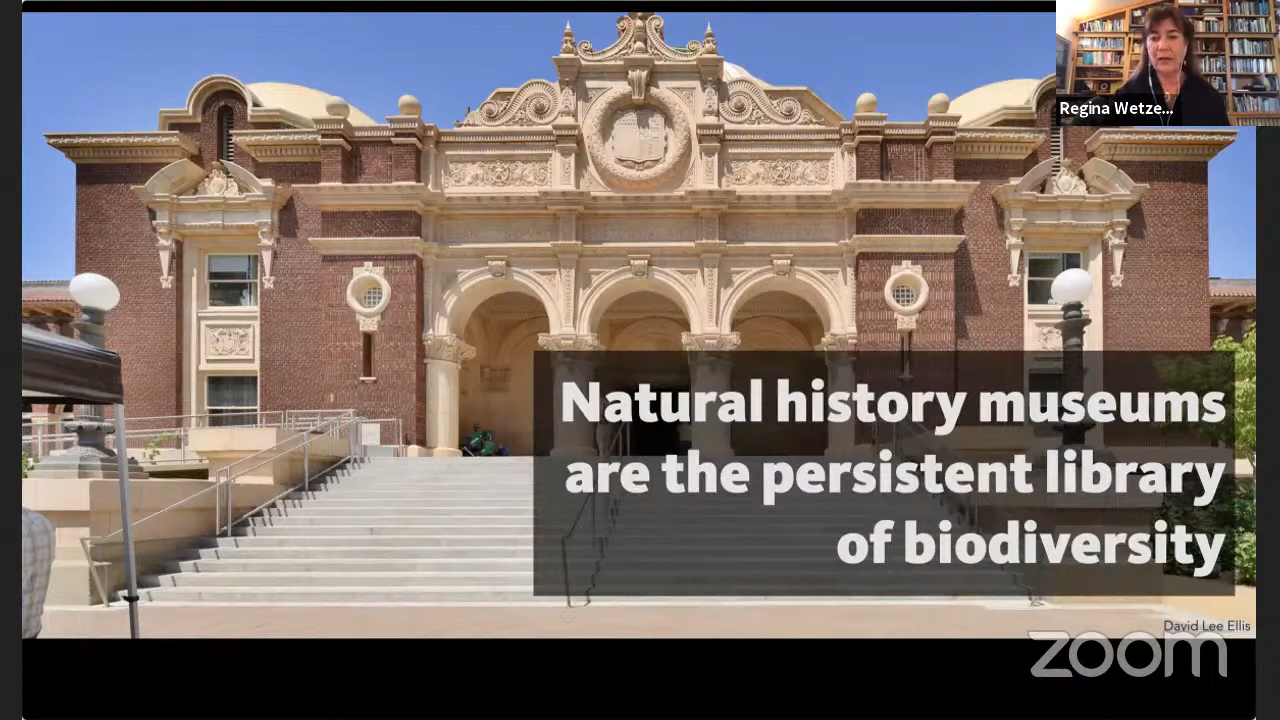 Regina Wetze...
Natural history museums
are the persistent library
of biodiversity
David Lee Ellis
zoom